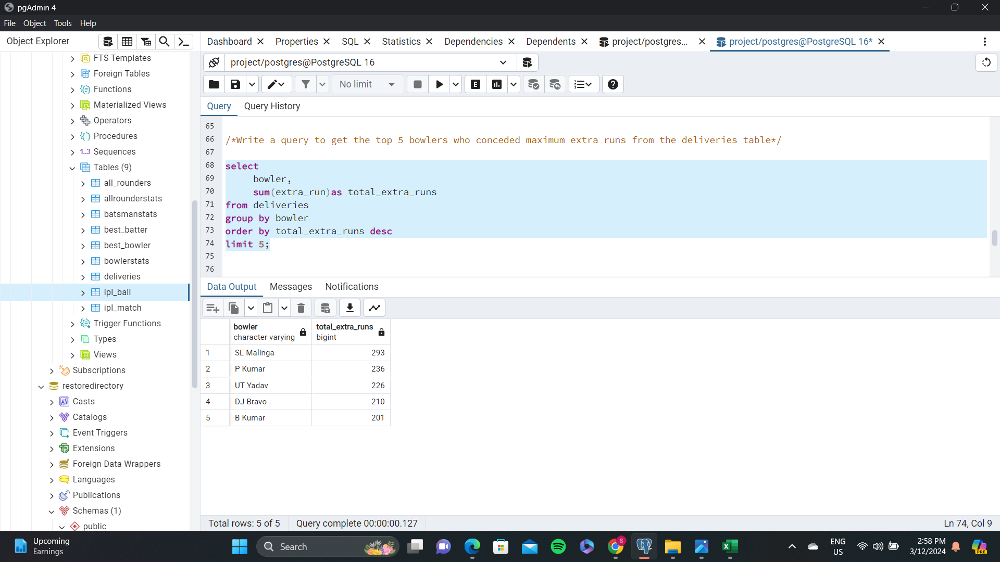 pgAdmin 4
File Object Tools Help
Object Explorer
Dashboard Properties SQL Statistics Dependencies Dependents project/postgres... project/postgres@PostgreSQL 16*
FTS Templates
Foreign Tables
Functions
Materialized Views
Operators
Procedures
1..3 Sequences
Tables (9)
all_rounders
allrounderstats
batsmanstats
best_batter
best_bowler
bowlerstats
deliveries
ipl_ball
ipl_match
Trigger Functions
Types
Views
Subscriptions
restoredirectory
Casts
Catalogs
Event Triggers
Extensions
Foreign Data Wrappers
Languages
Publications
Schemas (1)
public
project/postgres@PostgreSQL 16
No limit E
Query Query History
65
66 /*Write a query to get the top 5 bowlers who conceded maximum extra runs from the deliveries table*/
67
68 select
69 bowler,
70 sum(extra_run)as total_extra_runs
71 from deliveries
72 group by bowler
73 order by total_extra_runs desc
74 limit 5;
75
76
Data Output Messages Notifications
bowler total_extra_runs
character varying bigint
1 SL Malinga 293
2 P Kumar 236
3 UT Yadav 226
4 DJ Bravo 210
5 B Kumar 201
Total rows: 5 of 5 Query complete 00:00:00.127 Ln 74, Col 9
Upcoming
Earnings
Search
S
ENG
US
2:58 PM
3/12/2024
PRE